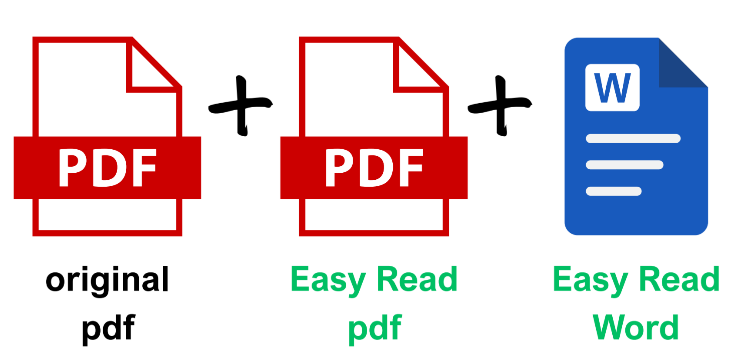 PDF + PDF + W
original Easy Read Easy Read
pdf pdf Word